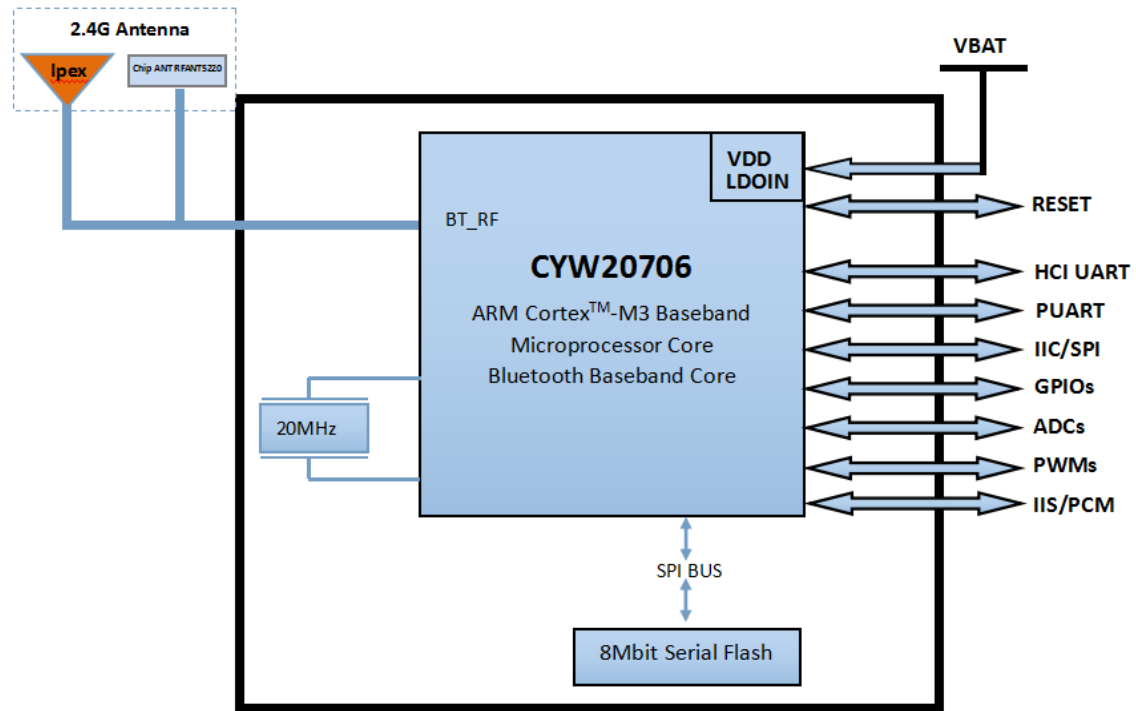 2.4G Antenna
Ipex
Chip ANT RFANT5220
VBAT
VDD
LDOIN
RESET
BT_RF
CYW20706
ARM Cortex™-M3 Baseband
Microprocessor Core
Bluetooth Baseband Core
HCI UART
PUART
IIC/SPI
GPIOs
ADCs
PWMs
IIS/PCM
20MHz
SPI BUS
8Mbit Serial Flash